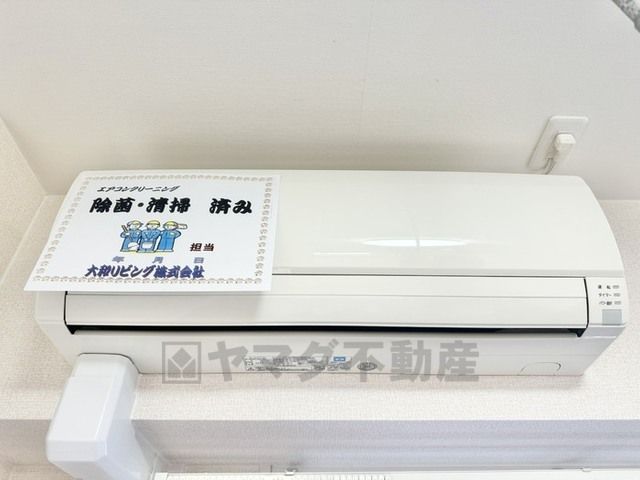 エアコンクリーニング
除菌・清掃 済み
担当
年 月 日
大和リビング株式会社
運転
タイマー
ヤマダ不動産